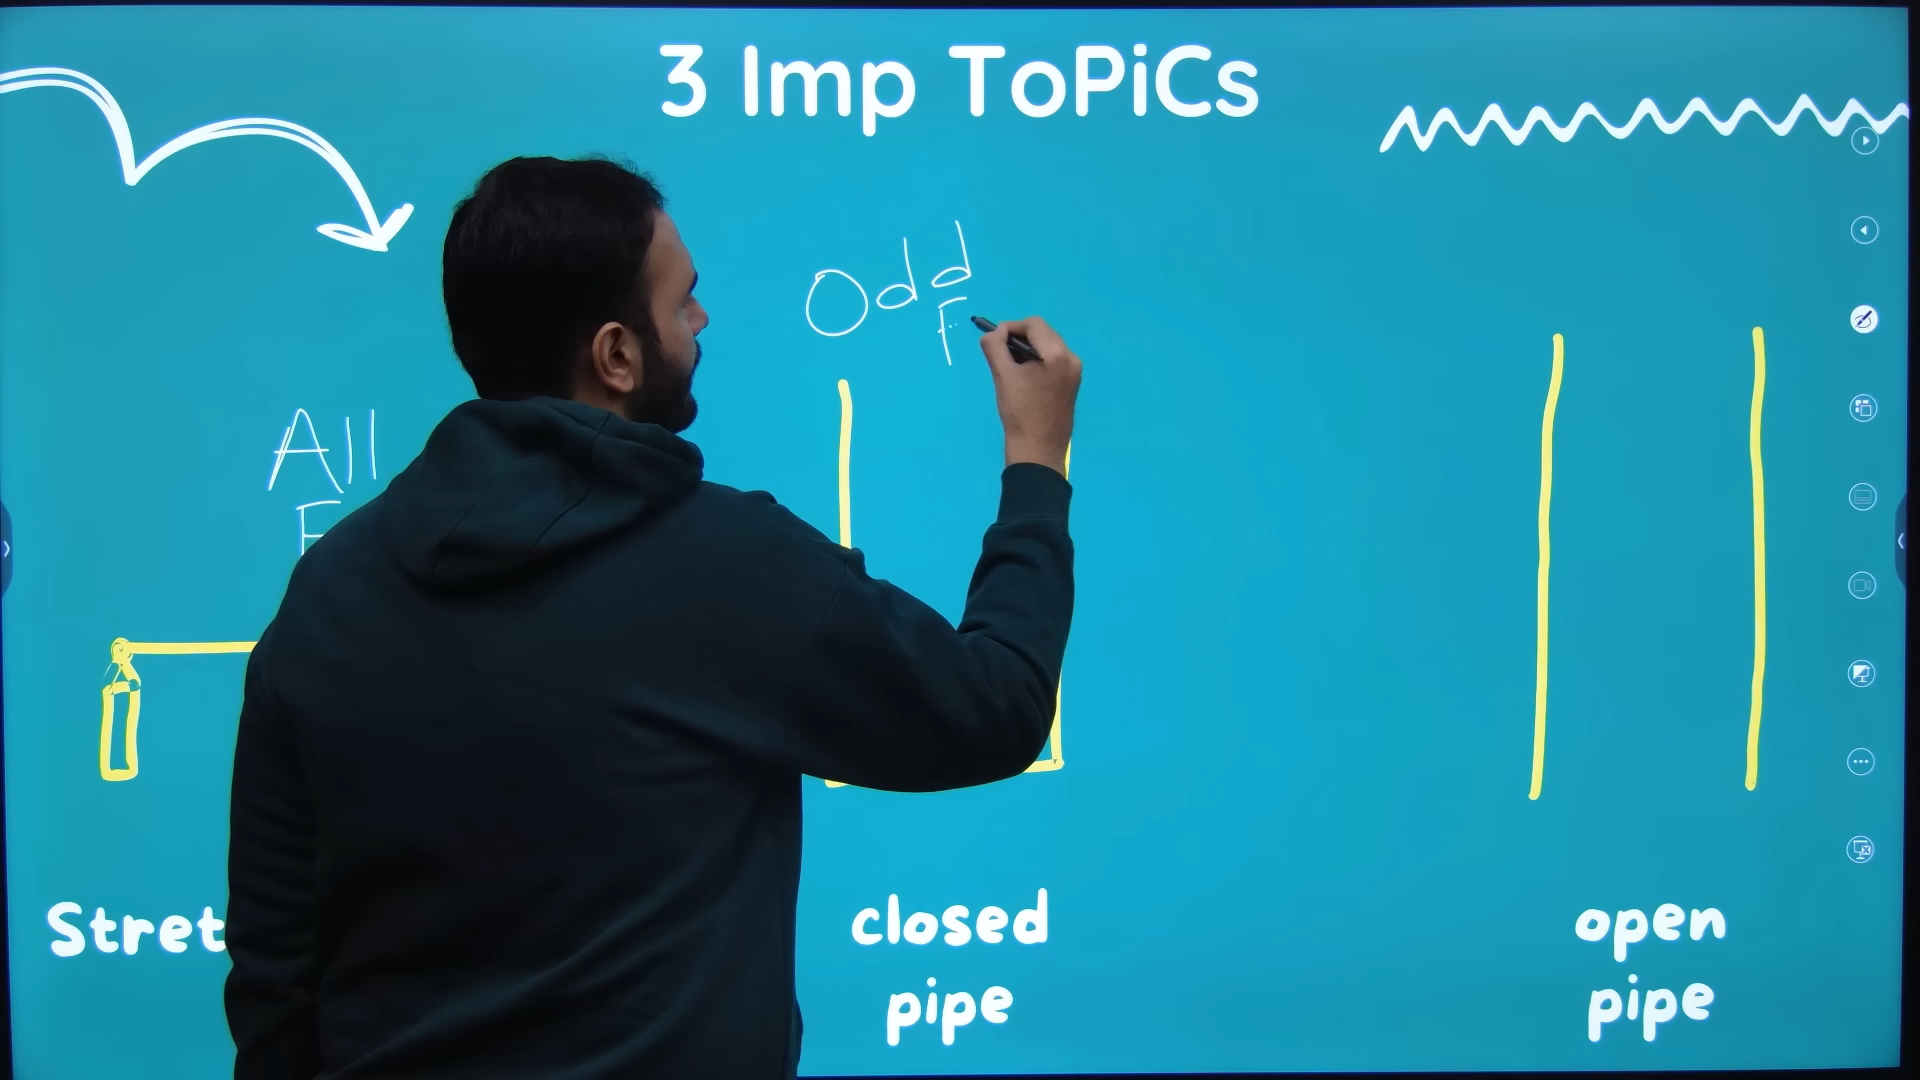 3 Imp ToPiCs
Odd
F
All
F
Stret
closed
pipe
open
pipe